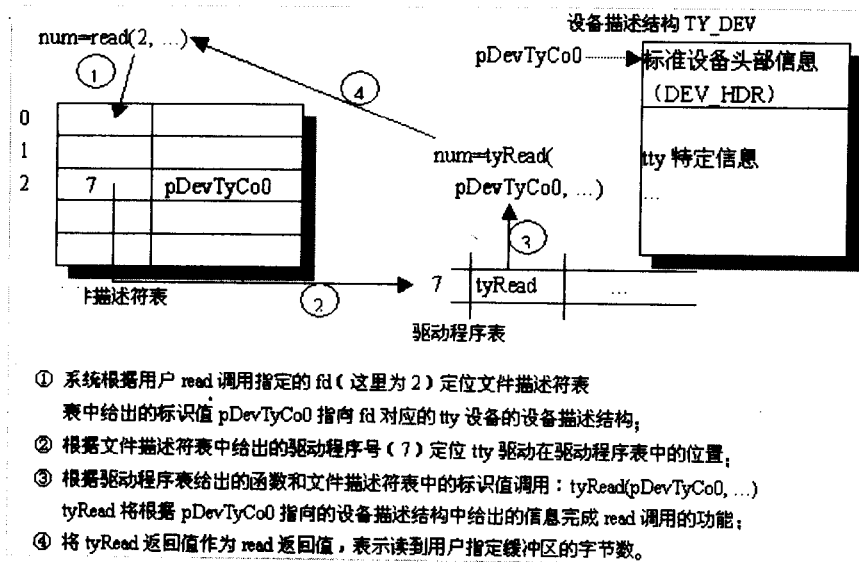 设备描述结构 TY_DEV
num=read(2, …)
①
pDevTyCo0
标准设备头部信息
（DEV_HDR）
④
0
1
2
7 pDevTyCo0
num=tyRead(
pDevTyCo0, …)
tty 特定信息
…
③
7 tyRead …
件描述符表
②
驱动程序表
① 系统根据用户 read 调用指定的 fd（这里为 2）定位文件描述符表
表中给出的标识值 pDevTyCo0 指向 fd 对应的 tty 设备的设备描述结构；
② 根据文件描述符表中给出的驱动程序号（7）定位 tty 驱动在驱动程序表中的位置；
③ 根据驱动程序表给出的函数和文件描述符表中的标识值调用：tyRead(pDevTyCo0, …)
tyRead 将根据 pDevTyCo0 指向的设备描述结构中给出的信息完成 read 调用的功能；
④ 将 tyRead 返回值作为 read 返回值，表示读到用户指定缓冲区的字节数。